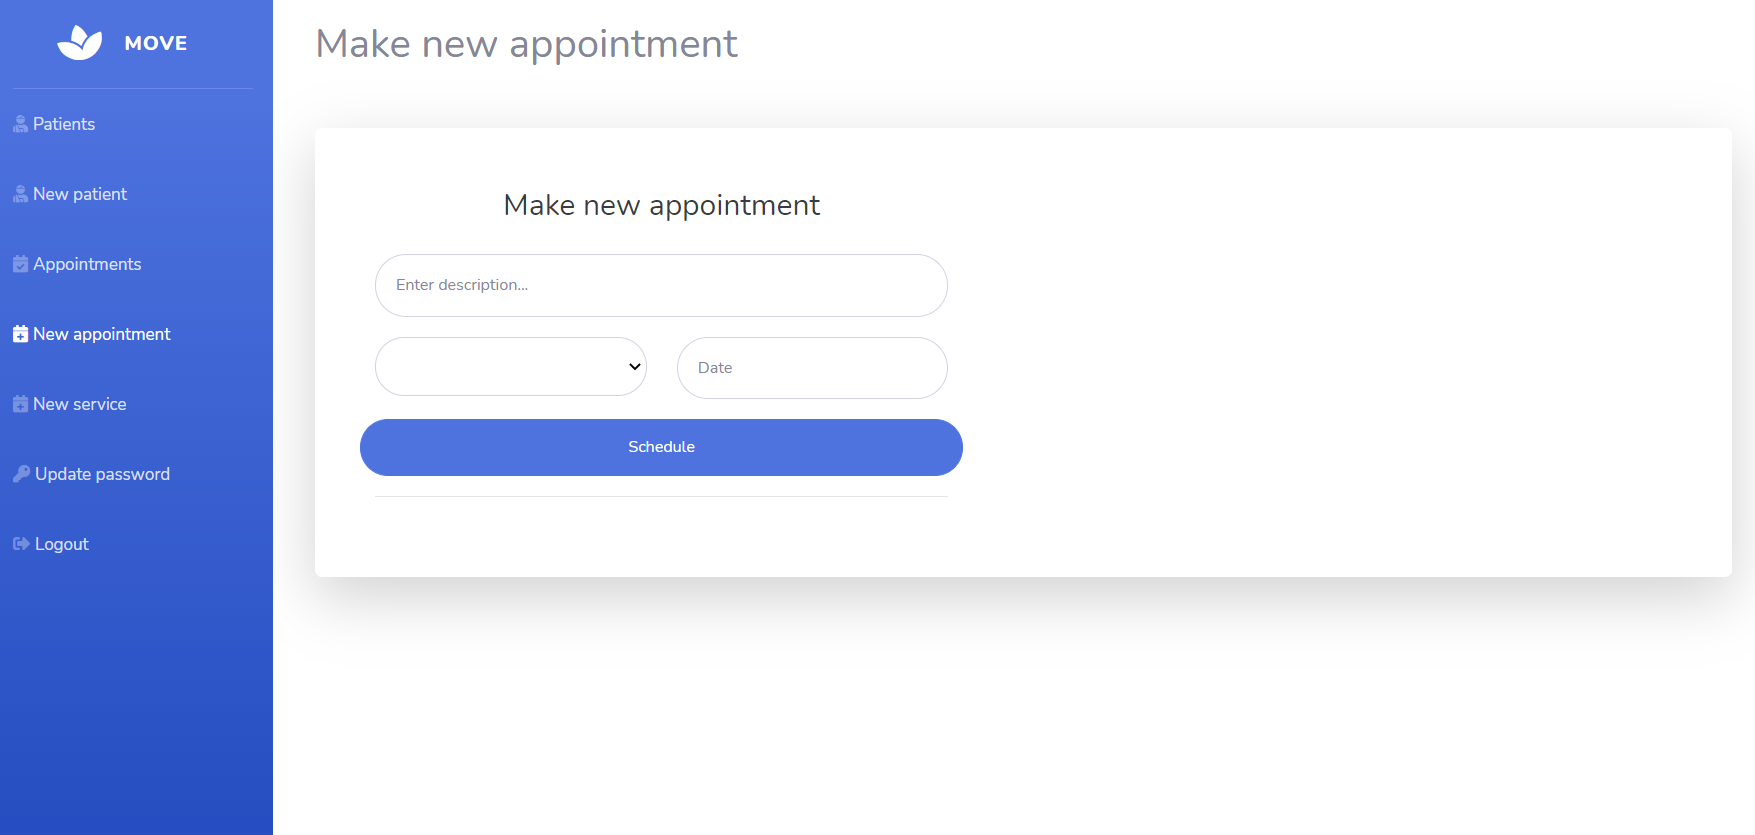 MOVE
Patients
New patient
Appointments
New appointment
New service
Update password
Logout
Make new appointment
Make new appointment
Enter description...
Date
Schedule